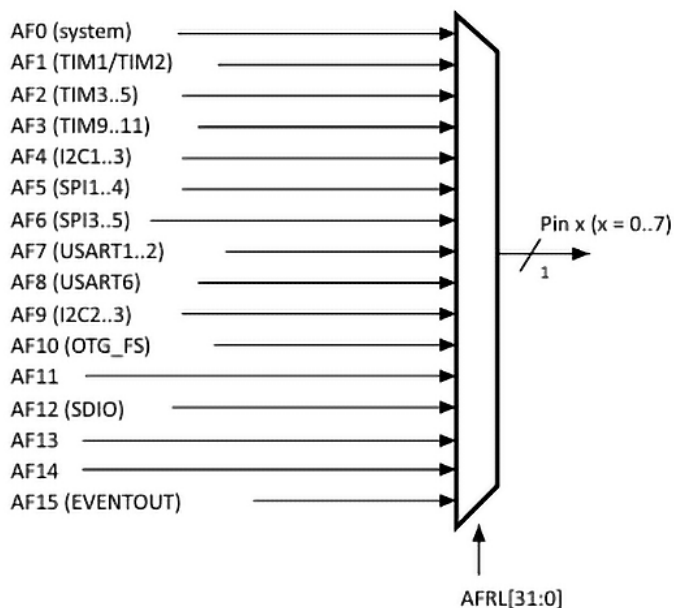 AF0 (system)
AF1 (TIM1/TIM2)
AF2 (TIM3..5)
AF3 (TIM9..11)
AF4 (I2C1..3)
AF5 (SPI1..4)
AF6 (SPI3..5)
AF7 (USART1..2)
AF8 (USART6)
AF9 (I2C2..3)
AF10 (OTG_FS)
AF11
AF12 (SDIO)
AF13
AF14
AF15 (EVENTOUT)
Pin x (x = 0..7)
1
AFRL[31:0]